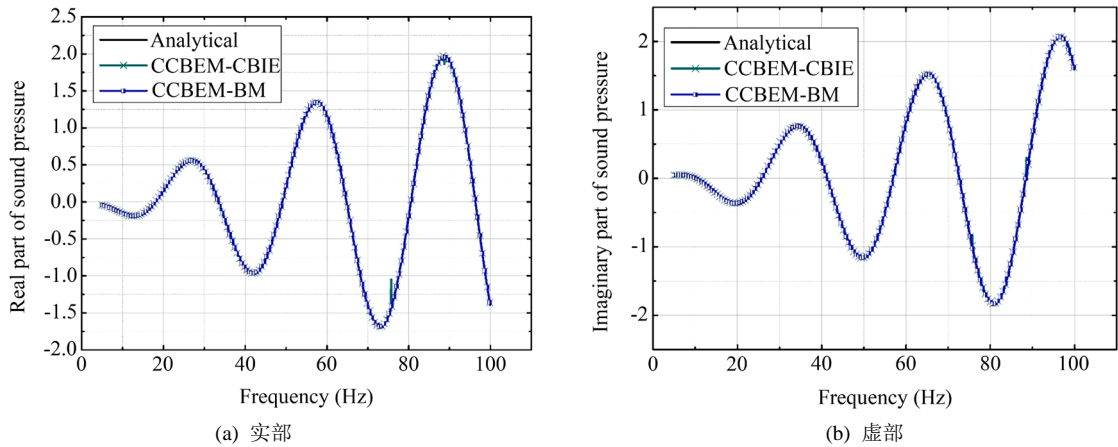 2.5
2.0
1.5
1.0
0.5
0.0
-0.5
-1.0
-1.5
-2.0
Real part of sound pressure
Analytical
CCBEM-CBIE
CCBEM-BM
0 20 40 60 80 100
Frequency (Hz)
(a) 实部
2
1
0
-1
-2
Imaginary part of sound pressure
Analytical
CCBEM-CBIE
CCBEM-BM
0 20 40 60 80 100
Frequency (Hz)
(b) 虚部